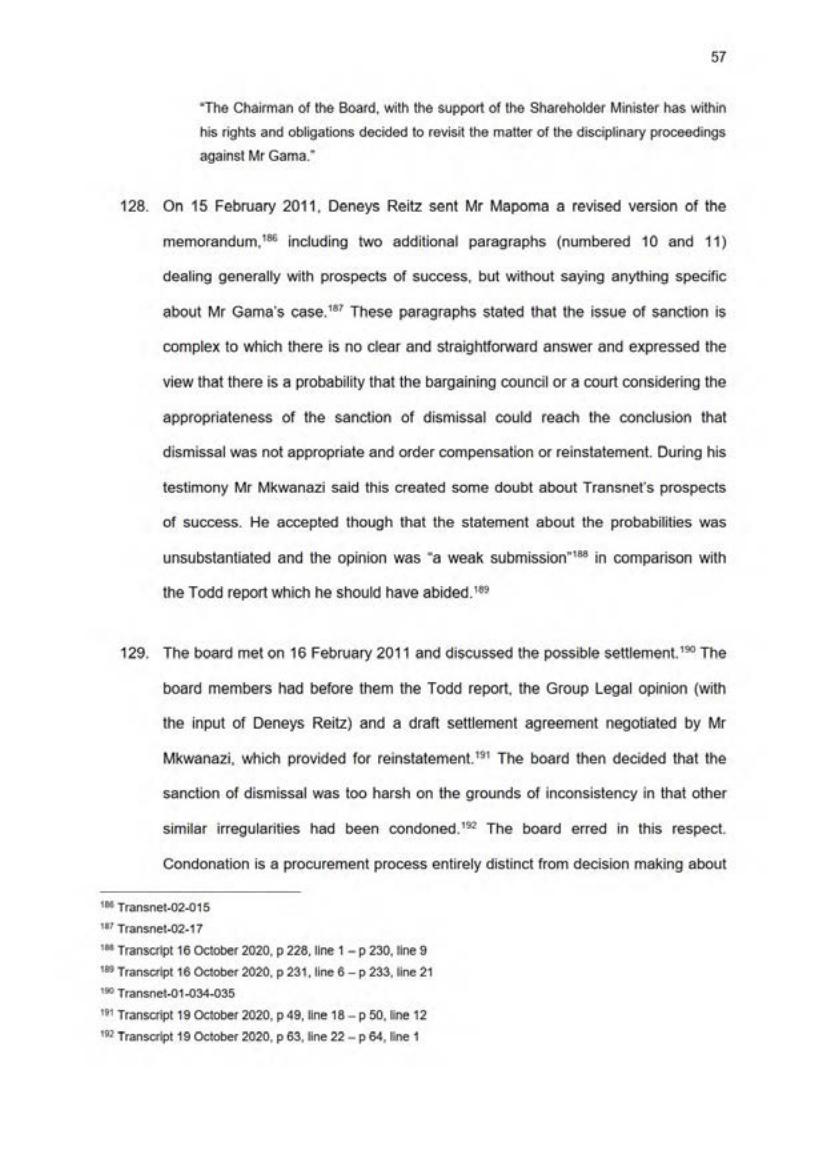 57
"The Chairman of the Board, with the support of the Shareholder Minister has within
his rights and obligations decided to revisit the matter of the disciplinary proceedings
against Mr Gama."
128. On 15 February 2011, Deneys Reitz sent Mr Mapoma a revised version of the
memorandum,186 including two additional paragraphs (numbered 10 and 11)
dealing generally with prospects of success, but without saying anything specific
about Mr Gama's case.187 These paragraphs stated that the issue of sanction is
complex to which there is no clear and straightforward answer and expressed the
view that there is a probability that the bargaining council or a court considering the
appropriateness of the sanction of dismissal could reach the conclusion that
dismissal was not appropriate and order compensation or reinstatement. During his
testimony Mr Mkwanazi said this created some doubt about Transnet's prospects
of success. He accepted though that the statement about the probabilities was
unsubstantiated and the opinion was "a weak submission"188 in comparison with
the Todd report which he should have abided.189
129. The board met on 16 February 2011 and discussed the possible settlement.190 The
board members had before them the Todd report, the Group Legal opinion (with
the input of Deneys Reitz) and a draft settlement agreement negotiated by Mr
Mkwanazi, which provided for reinstatement.191 The board then decided that the
sanction of dismissal was too harsh on the grounds of inconsistency in that other
similar irregularities had been condoned.192 The board erred in this respect.
Condonation is a procurement process entirely distinct from decision making about
186 Transnet-02-015
187 Transnet-02-17
188 Transcript 16 October 2020, p 228, line 1 – p 230, line 9
189 Transcript 16 October 2020, p 231, line 6 – p 233, line 21
190 Transnet-01-034-035
191 Transcript 19 October 2020, p 49, line 18 – p 50, line 12
192 Transcript 19 October 2020, p 63, line 22 – p 64, line 1